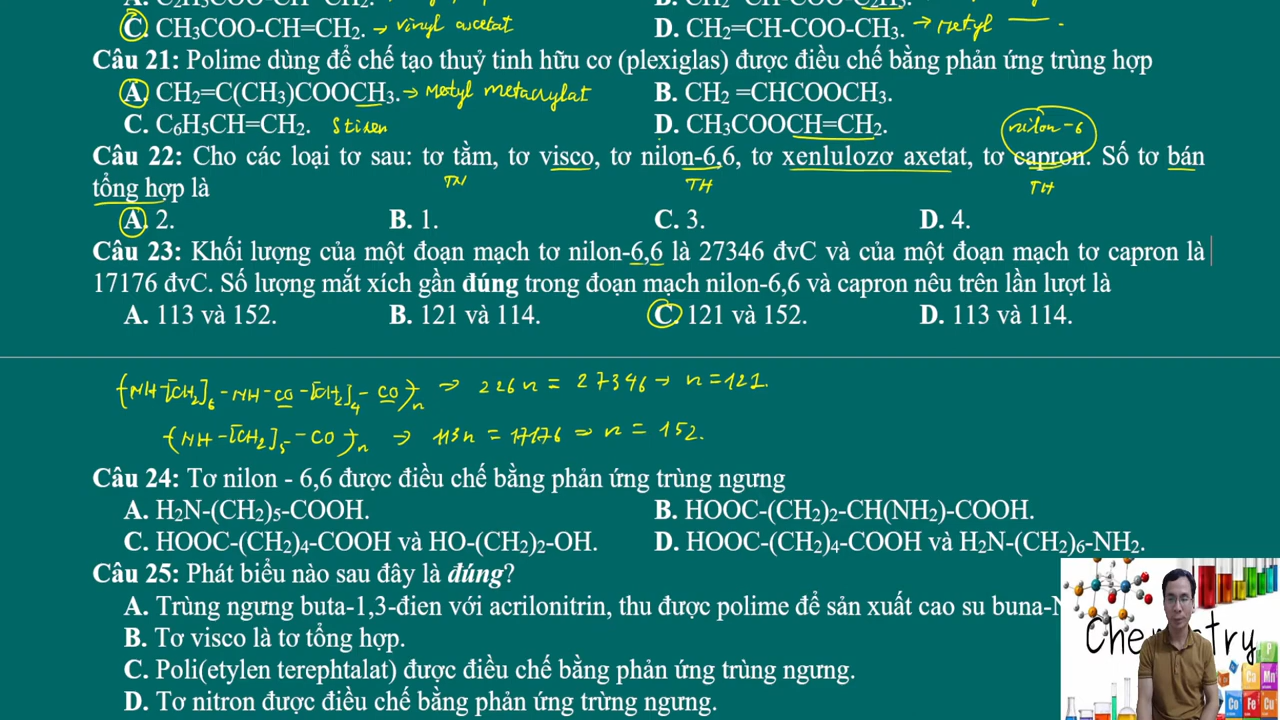 C. CH3COO-CH=CH2. → vinyl axetat D. CH2=CH-COO-CH3. → metyl
Câu 21: Polime dùng để chế tạo thuỷ tinh hữu cơ (plexiglas) được điều chế bằng phản ứng trùng hợp
A. CH2=C(CH3)COOCH3. → Metyl metacrylat B. CH2 =CHCOOCH3.
C. C6H5CH=CH2. Stiren D. CH3COOCH=CH2. nilon-6
Câu 22: Cho các loại tơ sau: tơ tằm, tơ visco, tơ nilon-6,6, tơ xenlulozơ axetat, tơ capron. Số tơ bán
TN TH TH
tổng hợp là
A. 2. B. 1. C. 3. D. 4.
Câu 23: Khối lượng của một đoạn mạch tơ nilon-6,6 là 27346 đvC và của một đoạn mạch tơ capron là
17176 đvC. Số lượng mắt xích gần đúng trong đoạn mạch nilon-6,6 và capron nêu trên lần lượt là
A. 113 và 152. B. 121 và 114. C. 121 và 152. D. 113 và 114.
(NH-[CH2]6-NH-CO-[CH2]4-CO)n ⇒ 226n = 27346 → n = 121.
(NH-[CH2]5-CO)n → 113n = 17176 ⇒ n = 152.
Câu 24: Tơ nilon - 6,6 được điều chế bằng phản ứng trùng ngưng
A. H2N-(CH2)5-COOH. B. HOOC-(CH2)2-CH(NH2)-COOH.
C. HOOC-(CH2)4-COOH và HO-(CH2)2-OH. D. HOOC-(CH2)4-COOH và H2N-(CH2)6-NH2.
Câu 25: Phát biểu nào sau đây là đúng?
A. Trùng ngưng buta-1,3-đien với acrilonitrin, thu được polime để sản xuất cao su buna-N
B. Tơ visco là tơ tổng hợp.
C. Poli(etylen terephtalat) được điều chế bằng phản ứng trùng ngưng.
D. Tơ nitron được điều chế bằng phản ứng trừng ngưng.
Chemistry
P
Ca Mn
Co Fe Cu